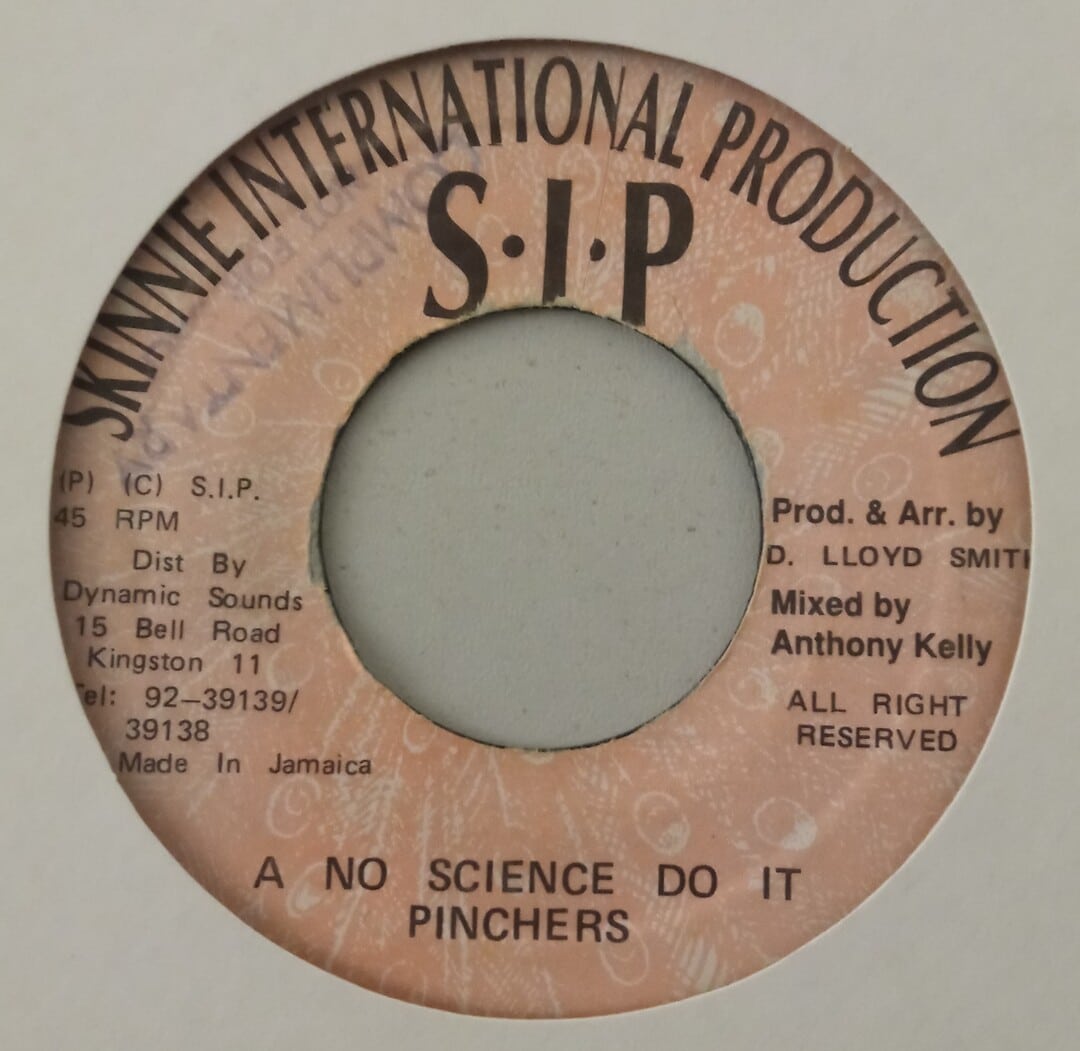 SKINNIE INTERNATIONAL PRODUCTION
S·I·P
(P) (C) S.I.P.
45 RPM
Dist By
Dynamic Sounds
15 Bell Road
Kingston 11
Tel: 92-39139/
39138
Made In Jamaica
Prod. & Arr. by
D. LLOYD SMITH
Mixed by
Anthony Kelly
ALL RIGHT
RESERVED
A NO SCIENCE DO IT
PINCHERS